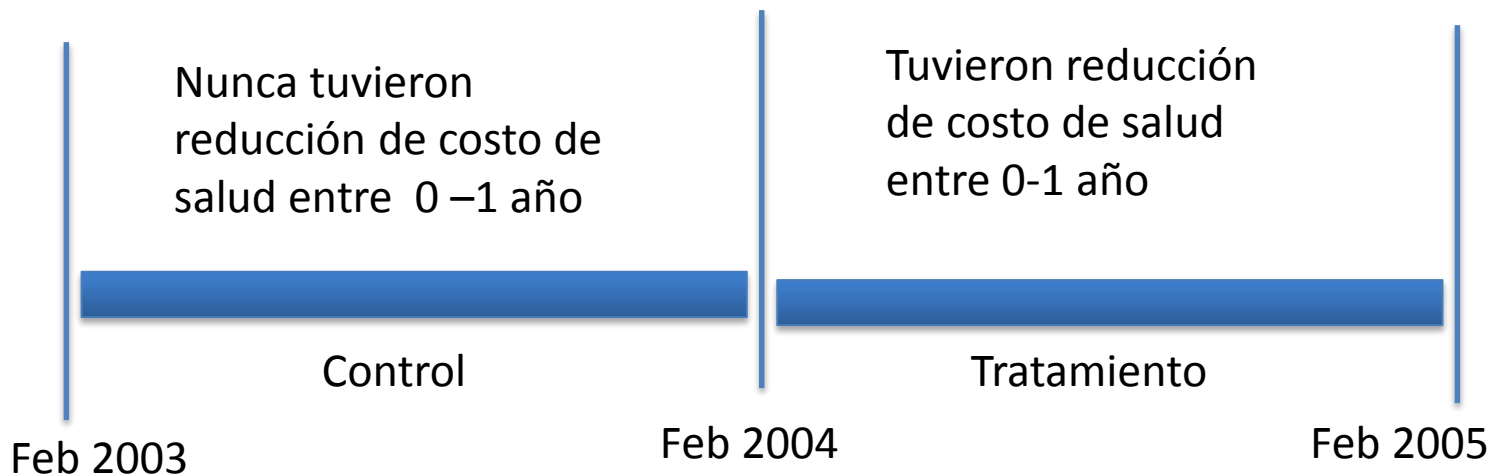 Nunca tuvieron
reducción de costo de
salud entre  0 –1 año
Tuvieron reducción
de costo de salud
entre 0-1 año
Control
Tratamiento
Feb 2003
Feb 2004
Feb 2005